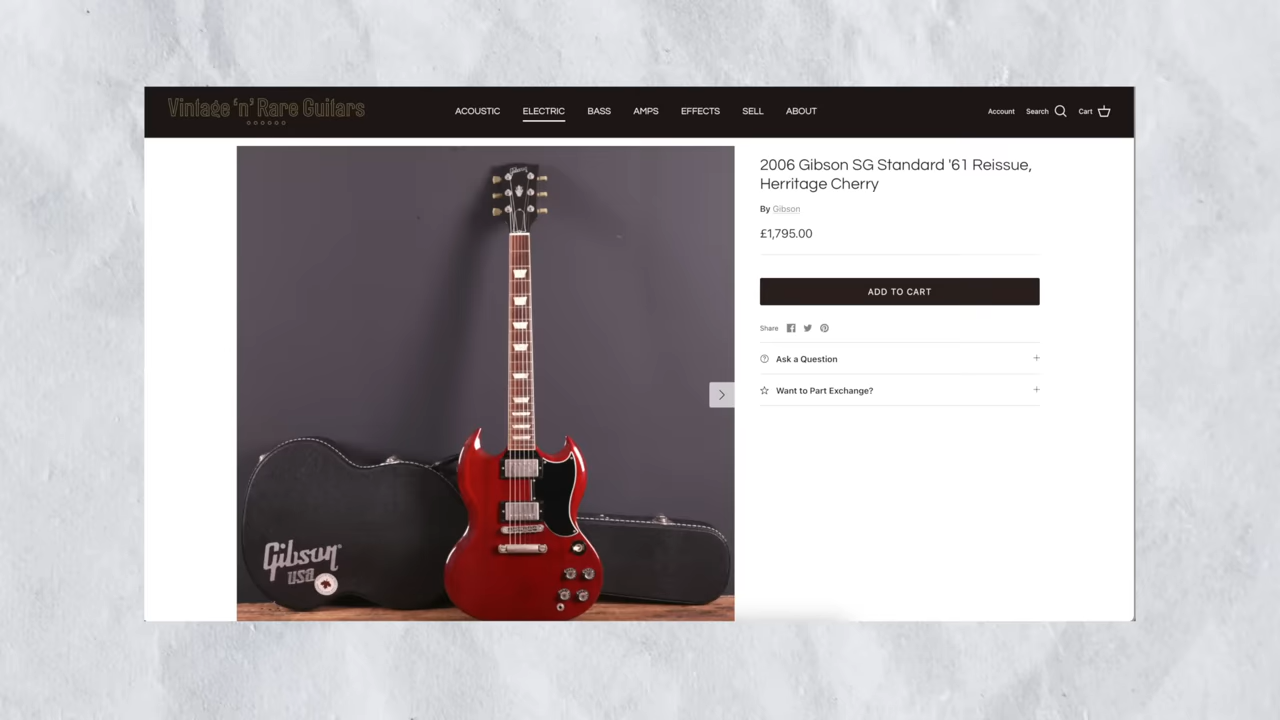 Vintage 'n' Rare Guitars
ACOUSTIC ELECTRIC BASS AMPS EFFECTS SELL ABOUT
Account Search Cart
2006 Gibson SG Standard '61 Reissue,
Herritage Cherry
By Gibson
£1,795.00
ADD TO CART
Share
Ask a Question
Want to Part Exchange?
Gibson
Gibson
USA